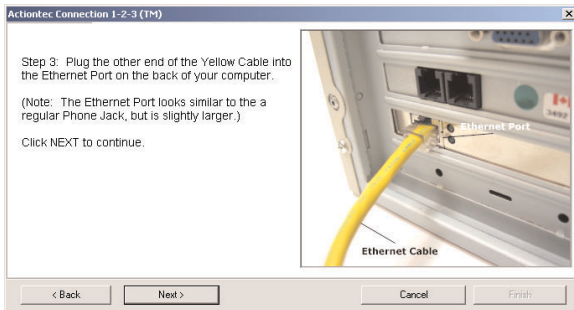 Actiontec Connection 1-2-3 (TM)
Step 3: Plug the other end of the Yellow Cable into
the Ethernet Port on the back of your computer.
(Note: The Ethernet Port looks similar to the a
regular Phone Jack, but is slightly larger.)
Click NEXT to continue.
Ethernet Port
Ethernet Cable
3492
< Back
Next >
Cancel
Finish